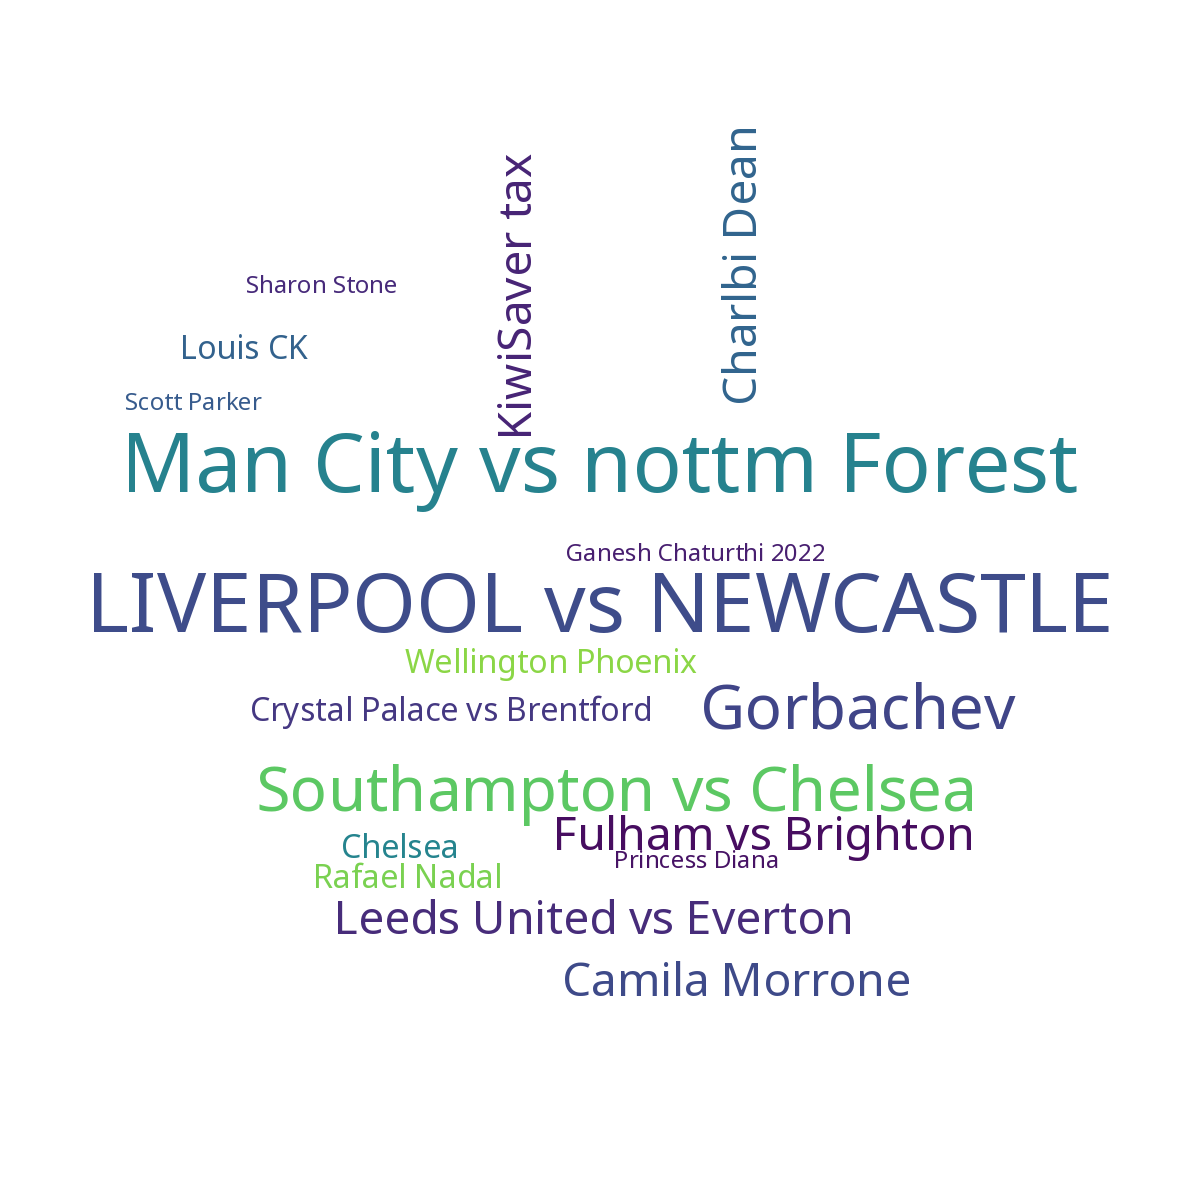 Charlbi Dean
KiwiSaver tax
Sharon Stone
Louis CK
Scott Parker
Man City vs nottm Forest
Ganesh Chaturthi 2022
LIVERPOOL vs NEWCASTLE
Wellington Phoenix
Crystal Palace vs Brentford
Gorbachev
Southampton vs Chelsea
Fulham vs Brighton
Chelsea
Princess Diana
Rafael Nadal
Leeds United vs Everton
Camila Morrone